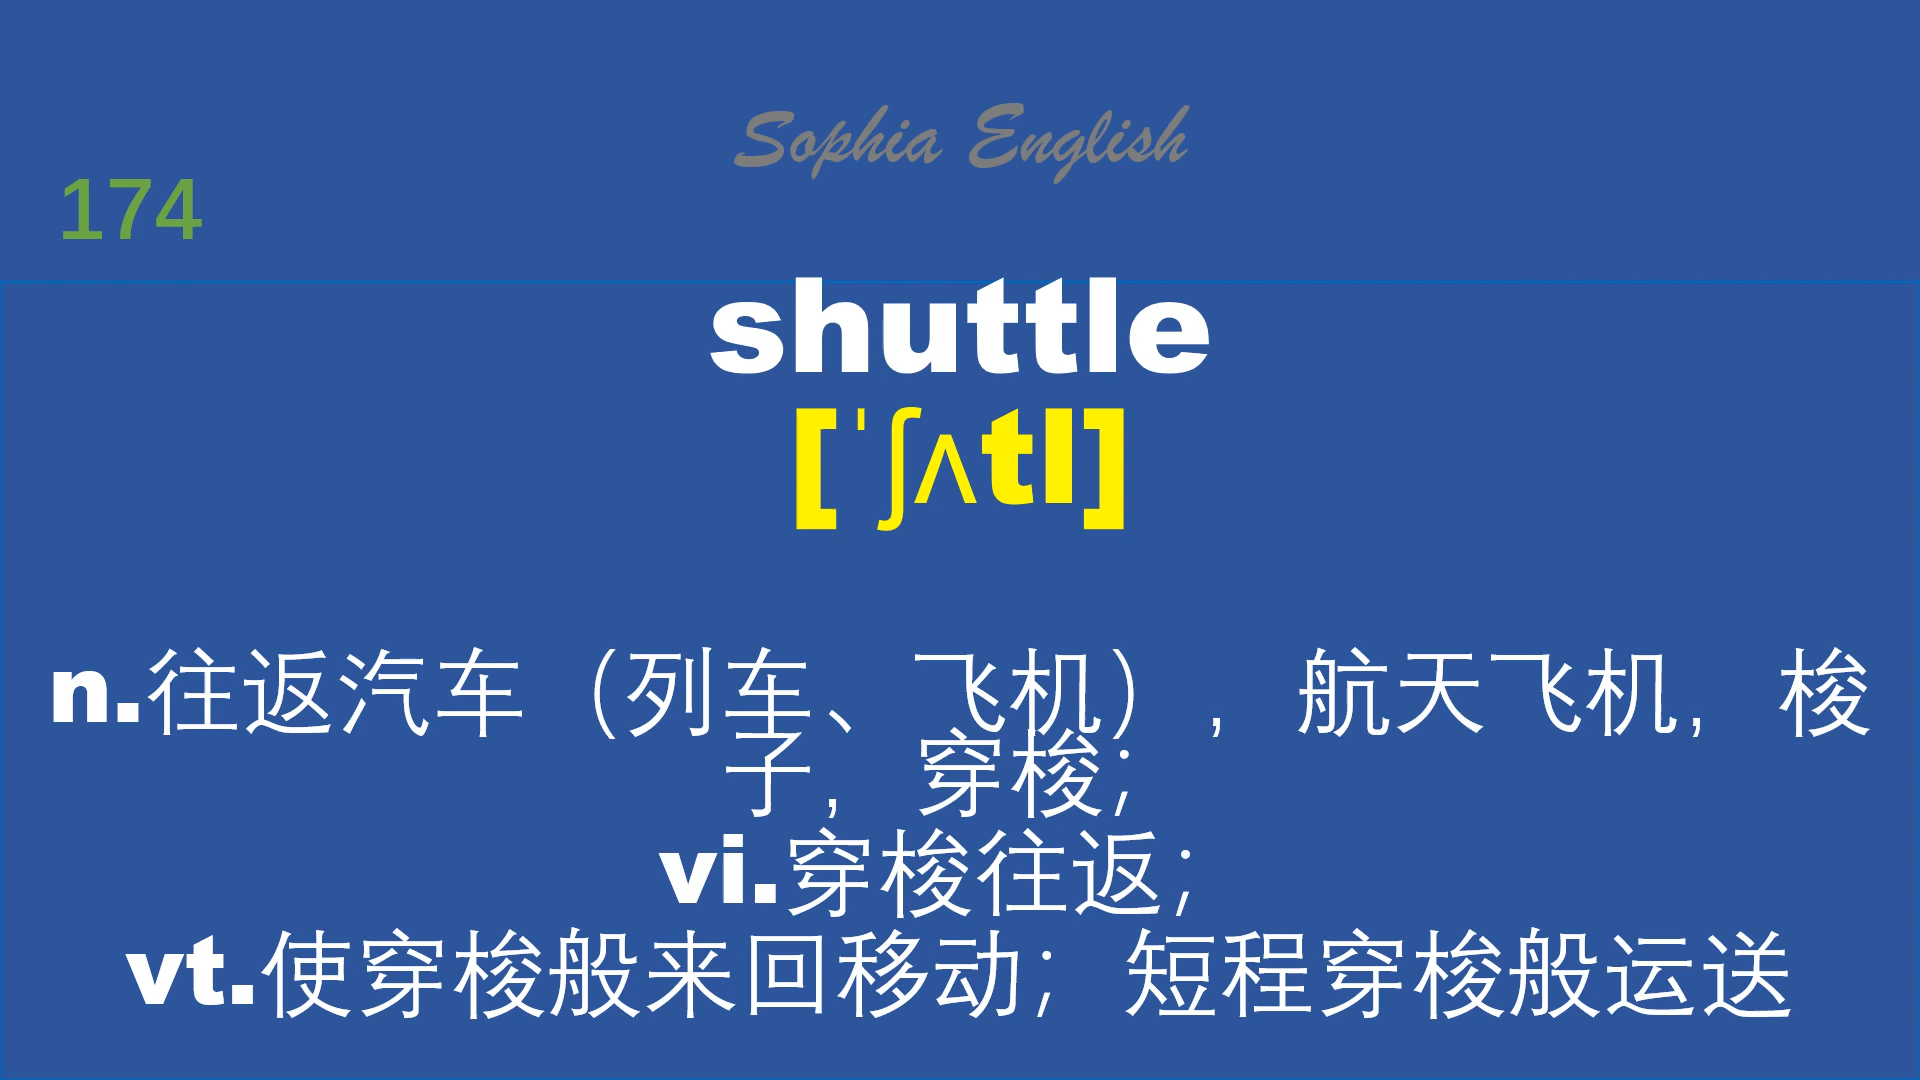 Sophia English
174
shuttle
[ˈʃʌtl]
n.往返汽车（列车、飞机），航天飞机，梭
子，穿梭；
vi.穿梭往返；
vt.使穿梭般来回移动；短程穿梭般运送